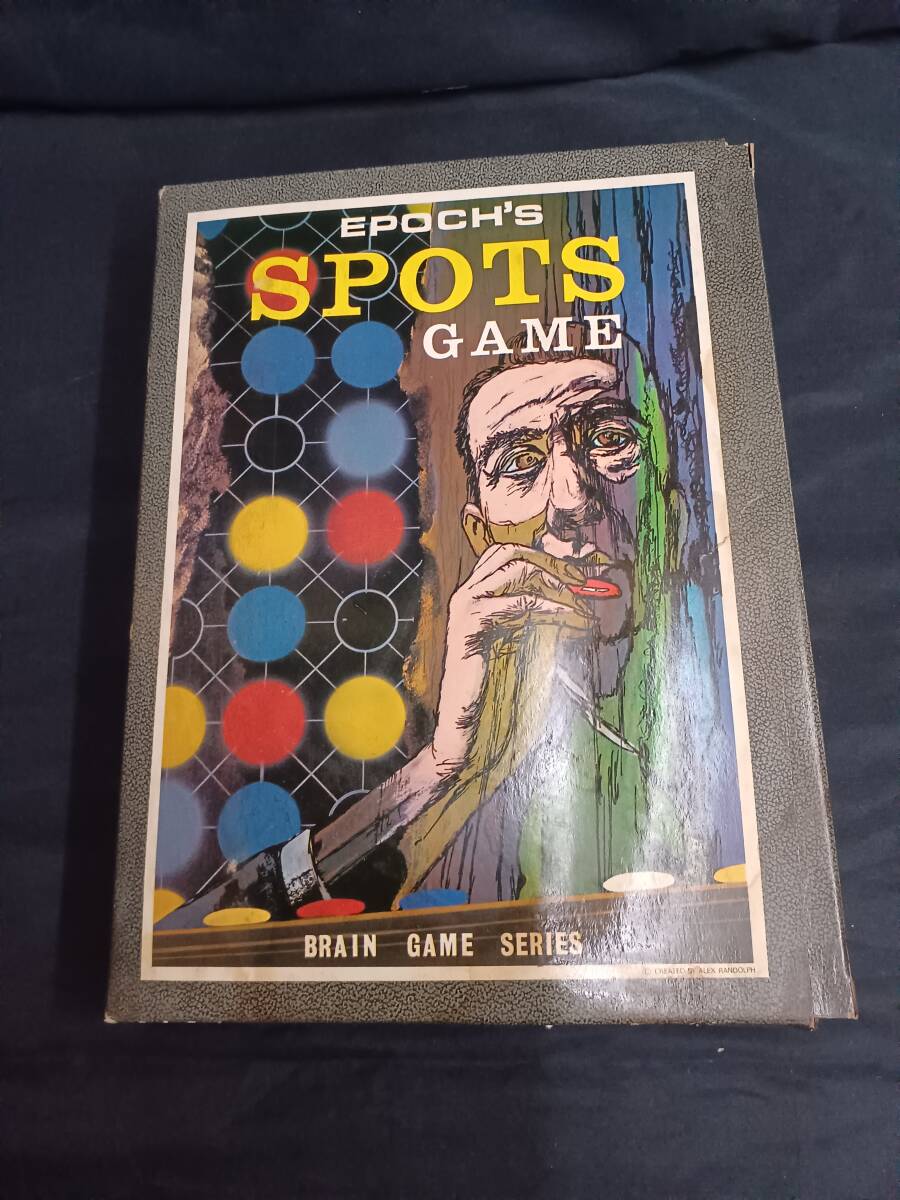 EPOCH'S
SPOTS
GAME
BRAIN GAME SERIES
© CREATED BY ALEX RANDOLPH